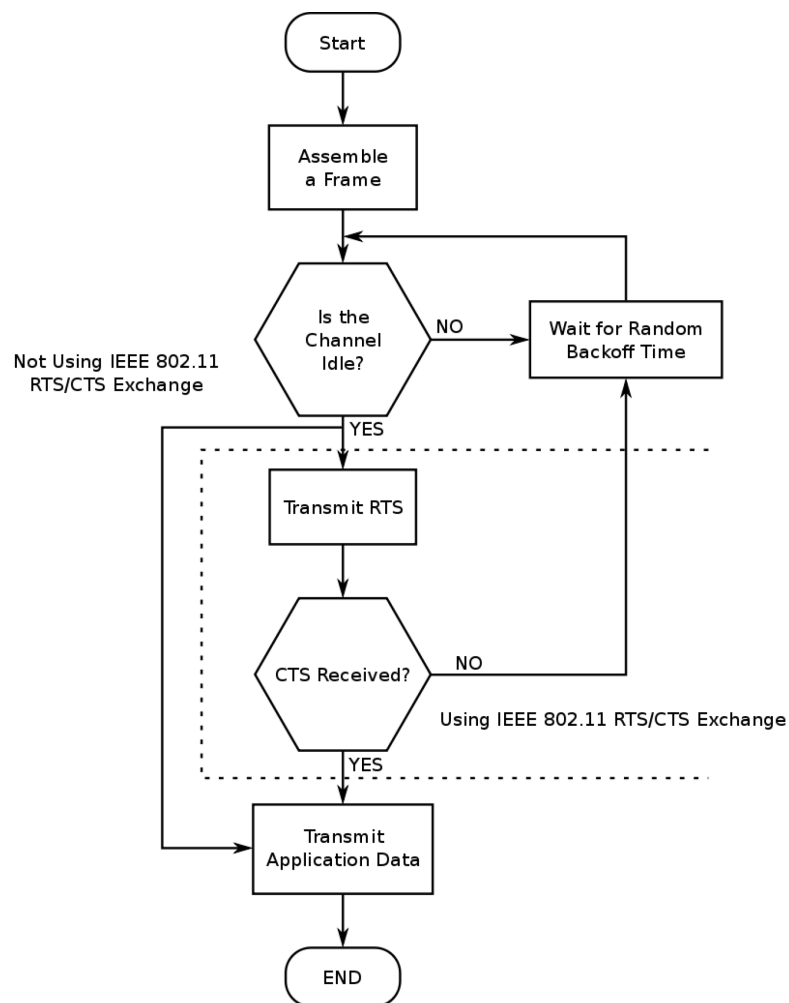 Start
Assemble
a Frame
Is the
Channel
Idle?
NO
Wait for Random
Backoff Time
Not Using IEEE 802.11
RTS/CTS Exchange
YES
Transmit RTS
CTS Received?
NO
Using IEEE 802.11 RTS/CTS Exchange
YES
Transmit
Application Data
END